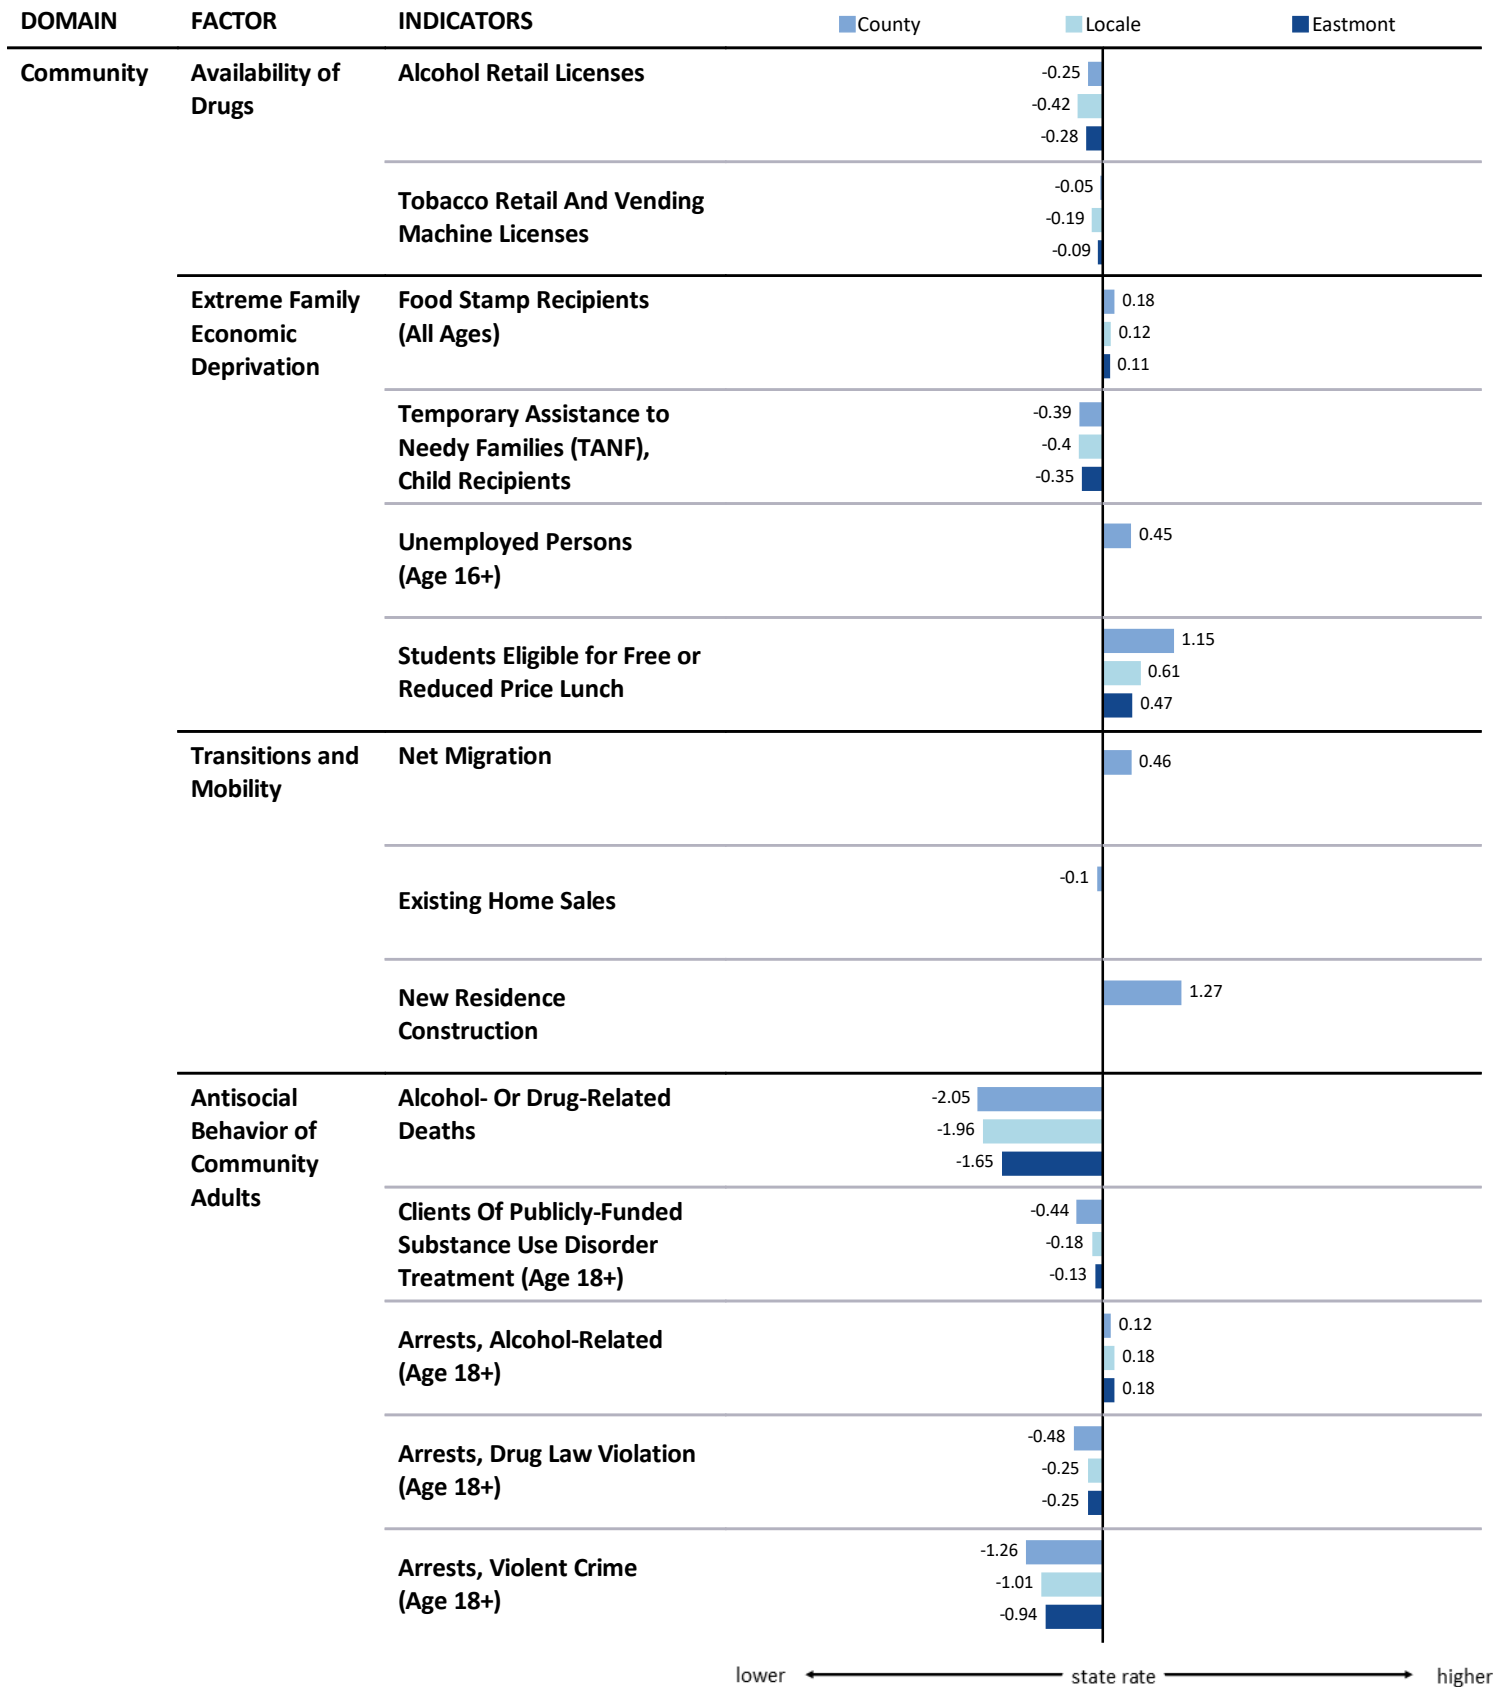 DOMAIN FACTOR INDICATORS County Locale Eastmont
Community Availability of Alcohol Retail Licenses -0.25
Drugs -0.42
-0.28
-0.05
Tobacco Retail And Vending
-0.19
Machine Licenses
-0.09
Extreme Family Food Stamp Recipients 0.18
Economic (All Ages) 0.12
Deprivation 0.11
Temporary Assistance to -0.39
Needy Families (TANF), -0.4
Child Recipients -0.35
Unemployed Persons 0.45
(Age 16+)
1.15
Students Eligible for Free or 0.61
Reduced Price Lunch 0.47
Transitions and Net Migration 0.46
Mobility
-0.1
Existing Home Sales
New Residence 1.27
Construction
Antisocial Alcohol- Or Drug-Related -2.05
Behavior of Deaths -1.96
Community -1.65
Adults
Clients Of Publicly-Funded -0.44
Substance Use Disorder -0.18
Treatment (Age 18+) -0.13
0.12
Arrests, Alcohol-Related 0.18
(Age 18+) 0.18
-0.48
Arrests, Drug Law Violation -0.25
(Age 18+) -0.25
-1.26
Arrests, Violent Crime -1.01
(Age 18+) -0.94
lower state rate higher